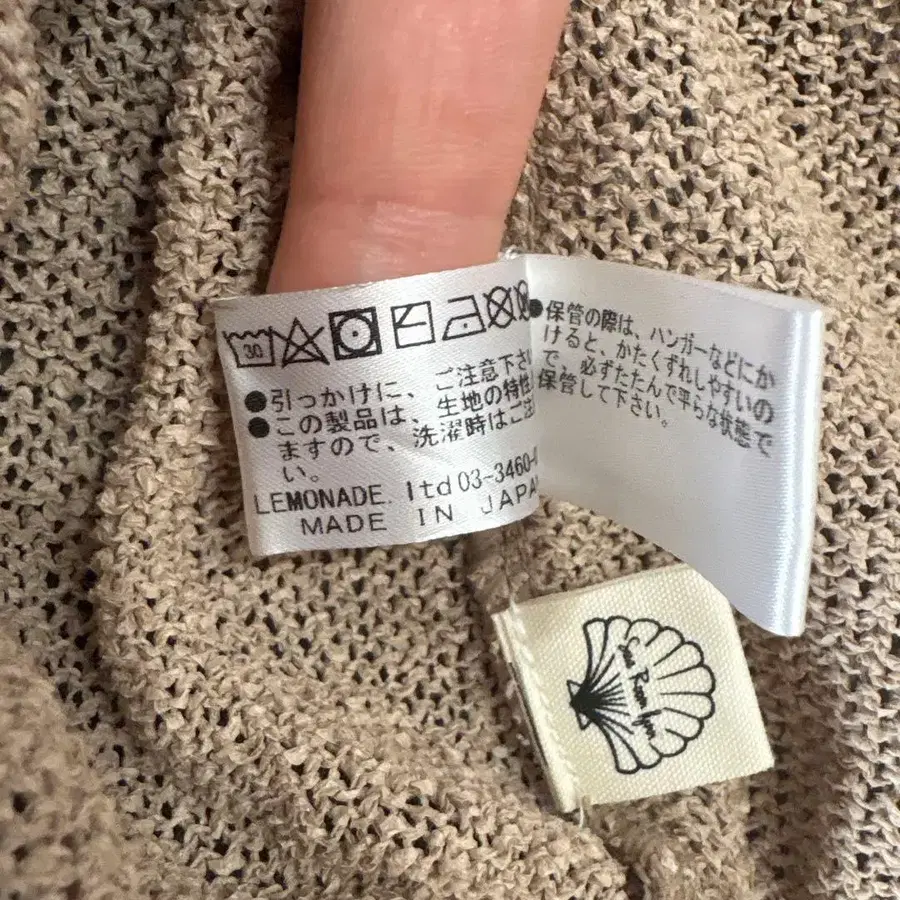 30
●引っかけに、ご注意下さ
●この製品は、生地の特性
ますので、洗濯時はご注
い。
LEMONADE. ltd 03-3460-
MADE IN JAPA
●保管の際は、ハンガーなどにか
けると、かたくずれしやすいの
で、必ずたたんで平らな状態で
保管して下さい。